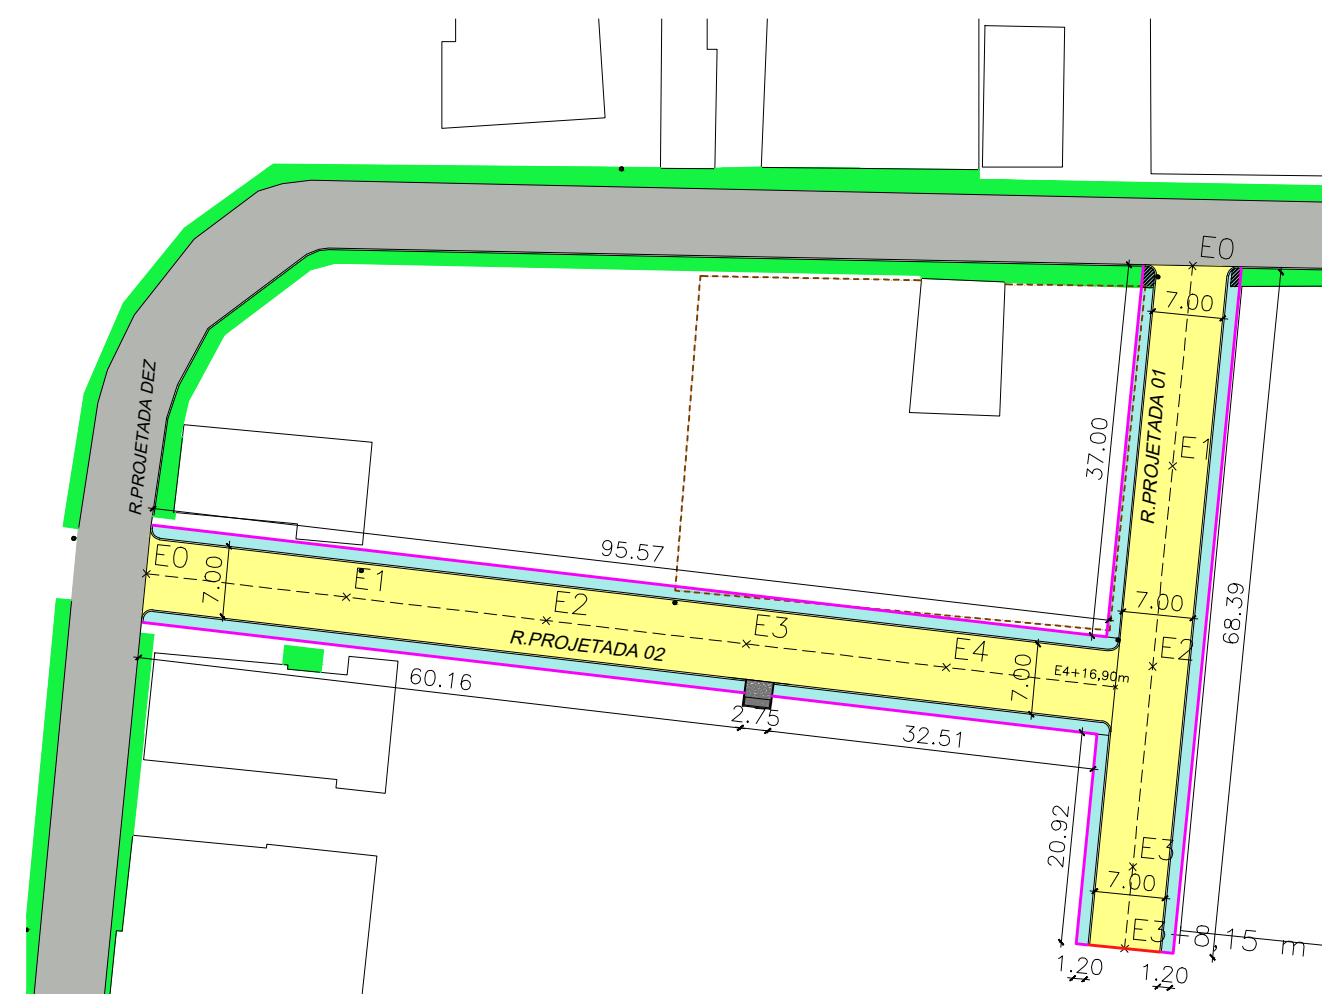 E0
7.00
R.PROJETADA DEZ
R.PROJETADA 01
37.00
E1
95.57
E0
7.00
E1
E2
R.PROJETADA 02
E3
E4
E4+16,90m
7.00
7.00
E2
68.39
60.16
2.75
32.51
20.92
E3
7.00
E3+8,15 m
1.20
1.20